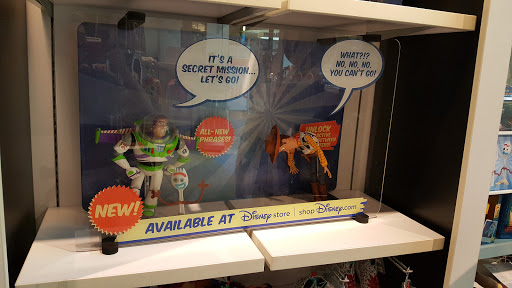 IT'S A
SECRET MISSION...
LET'S GO!
WHAT?!?
NO, NO, NO.
YOU CAN'T GO!
ALL-NEW
PHRASES!
UNLOCK
NEW!
AVAILABLE AT Disney store | shopDisney.com